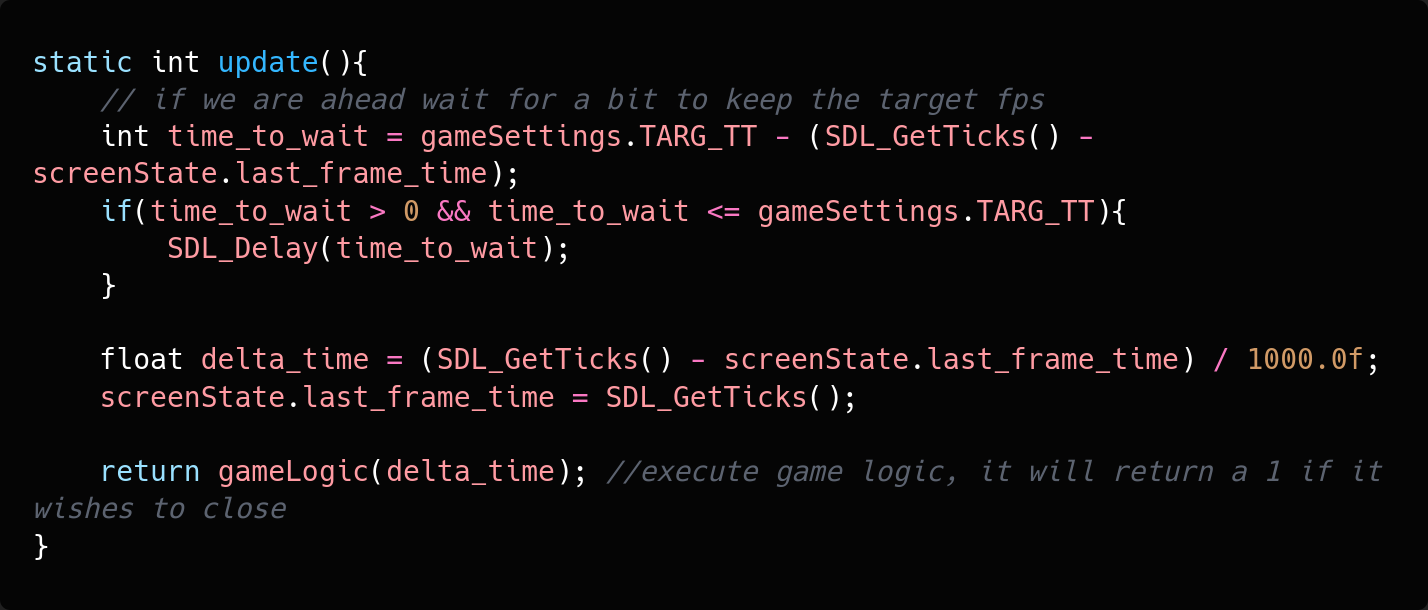 static int update(){
    // if we are ahead wait for a bit to keep the target fps
    int time_to_wait = gameSettings.TARG_TT - (SDL_GetTicks() -
screenState.last_frame_time);
    if(time_to_wait > 0 && time_to_wait <= gameSettings.TARG_TT){
        SDL_Delay(time_to_wait);
    }

    float delta_time = (SDL_GetTicks() - screenState.last_frame_time) / 1000.0f;
    screenState.last_frame_time = SDL_GetTicks();

    return gameLogic(delta_time); //execute game logic, it will return a 1 if it
wishes to close
}